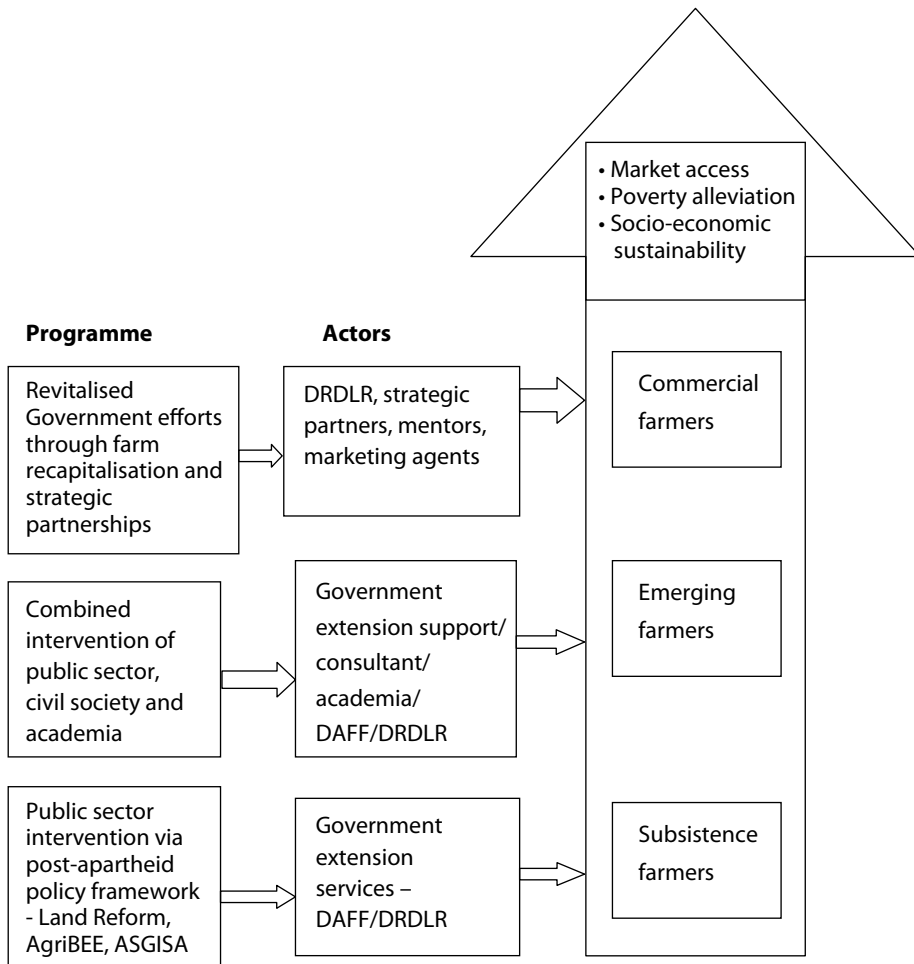 • Market access
• Poverty alleviation
• Socio-economic
sustainability
Programme
Actors
Revitalised
Government efforts
through farm
recapitalisation and
strategic
partnerships
DRDLR, strategic
partners, mentors,
marketing agents
Commercial
farmers
Combined
intervention of
public sector,
civil society and
academia
Government
extension support/
consultant/
academia/
DAFF/DRDLR
Emerging
farmers
Public sector
intervention via
post-apartheid
policy framework
- Land Reform,
AgriBEE, ASGISA
Government
extension
services –
DAFF/DRDLR
Subsistence
farmers